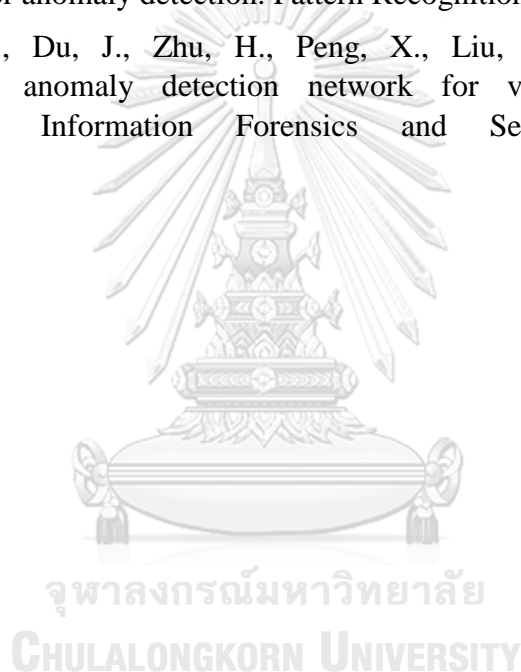 r anomaly detection. Pattern Recognition
., Du, J., Zhu, H., Peng, X., Liu,
anomaly detection network for v
Information Forensics and Se
จุฬาลงกรณ์มหาวิทยาลัย
CHULALONGKORN UNIVERSITY